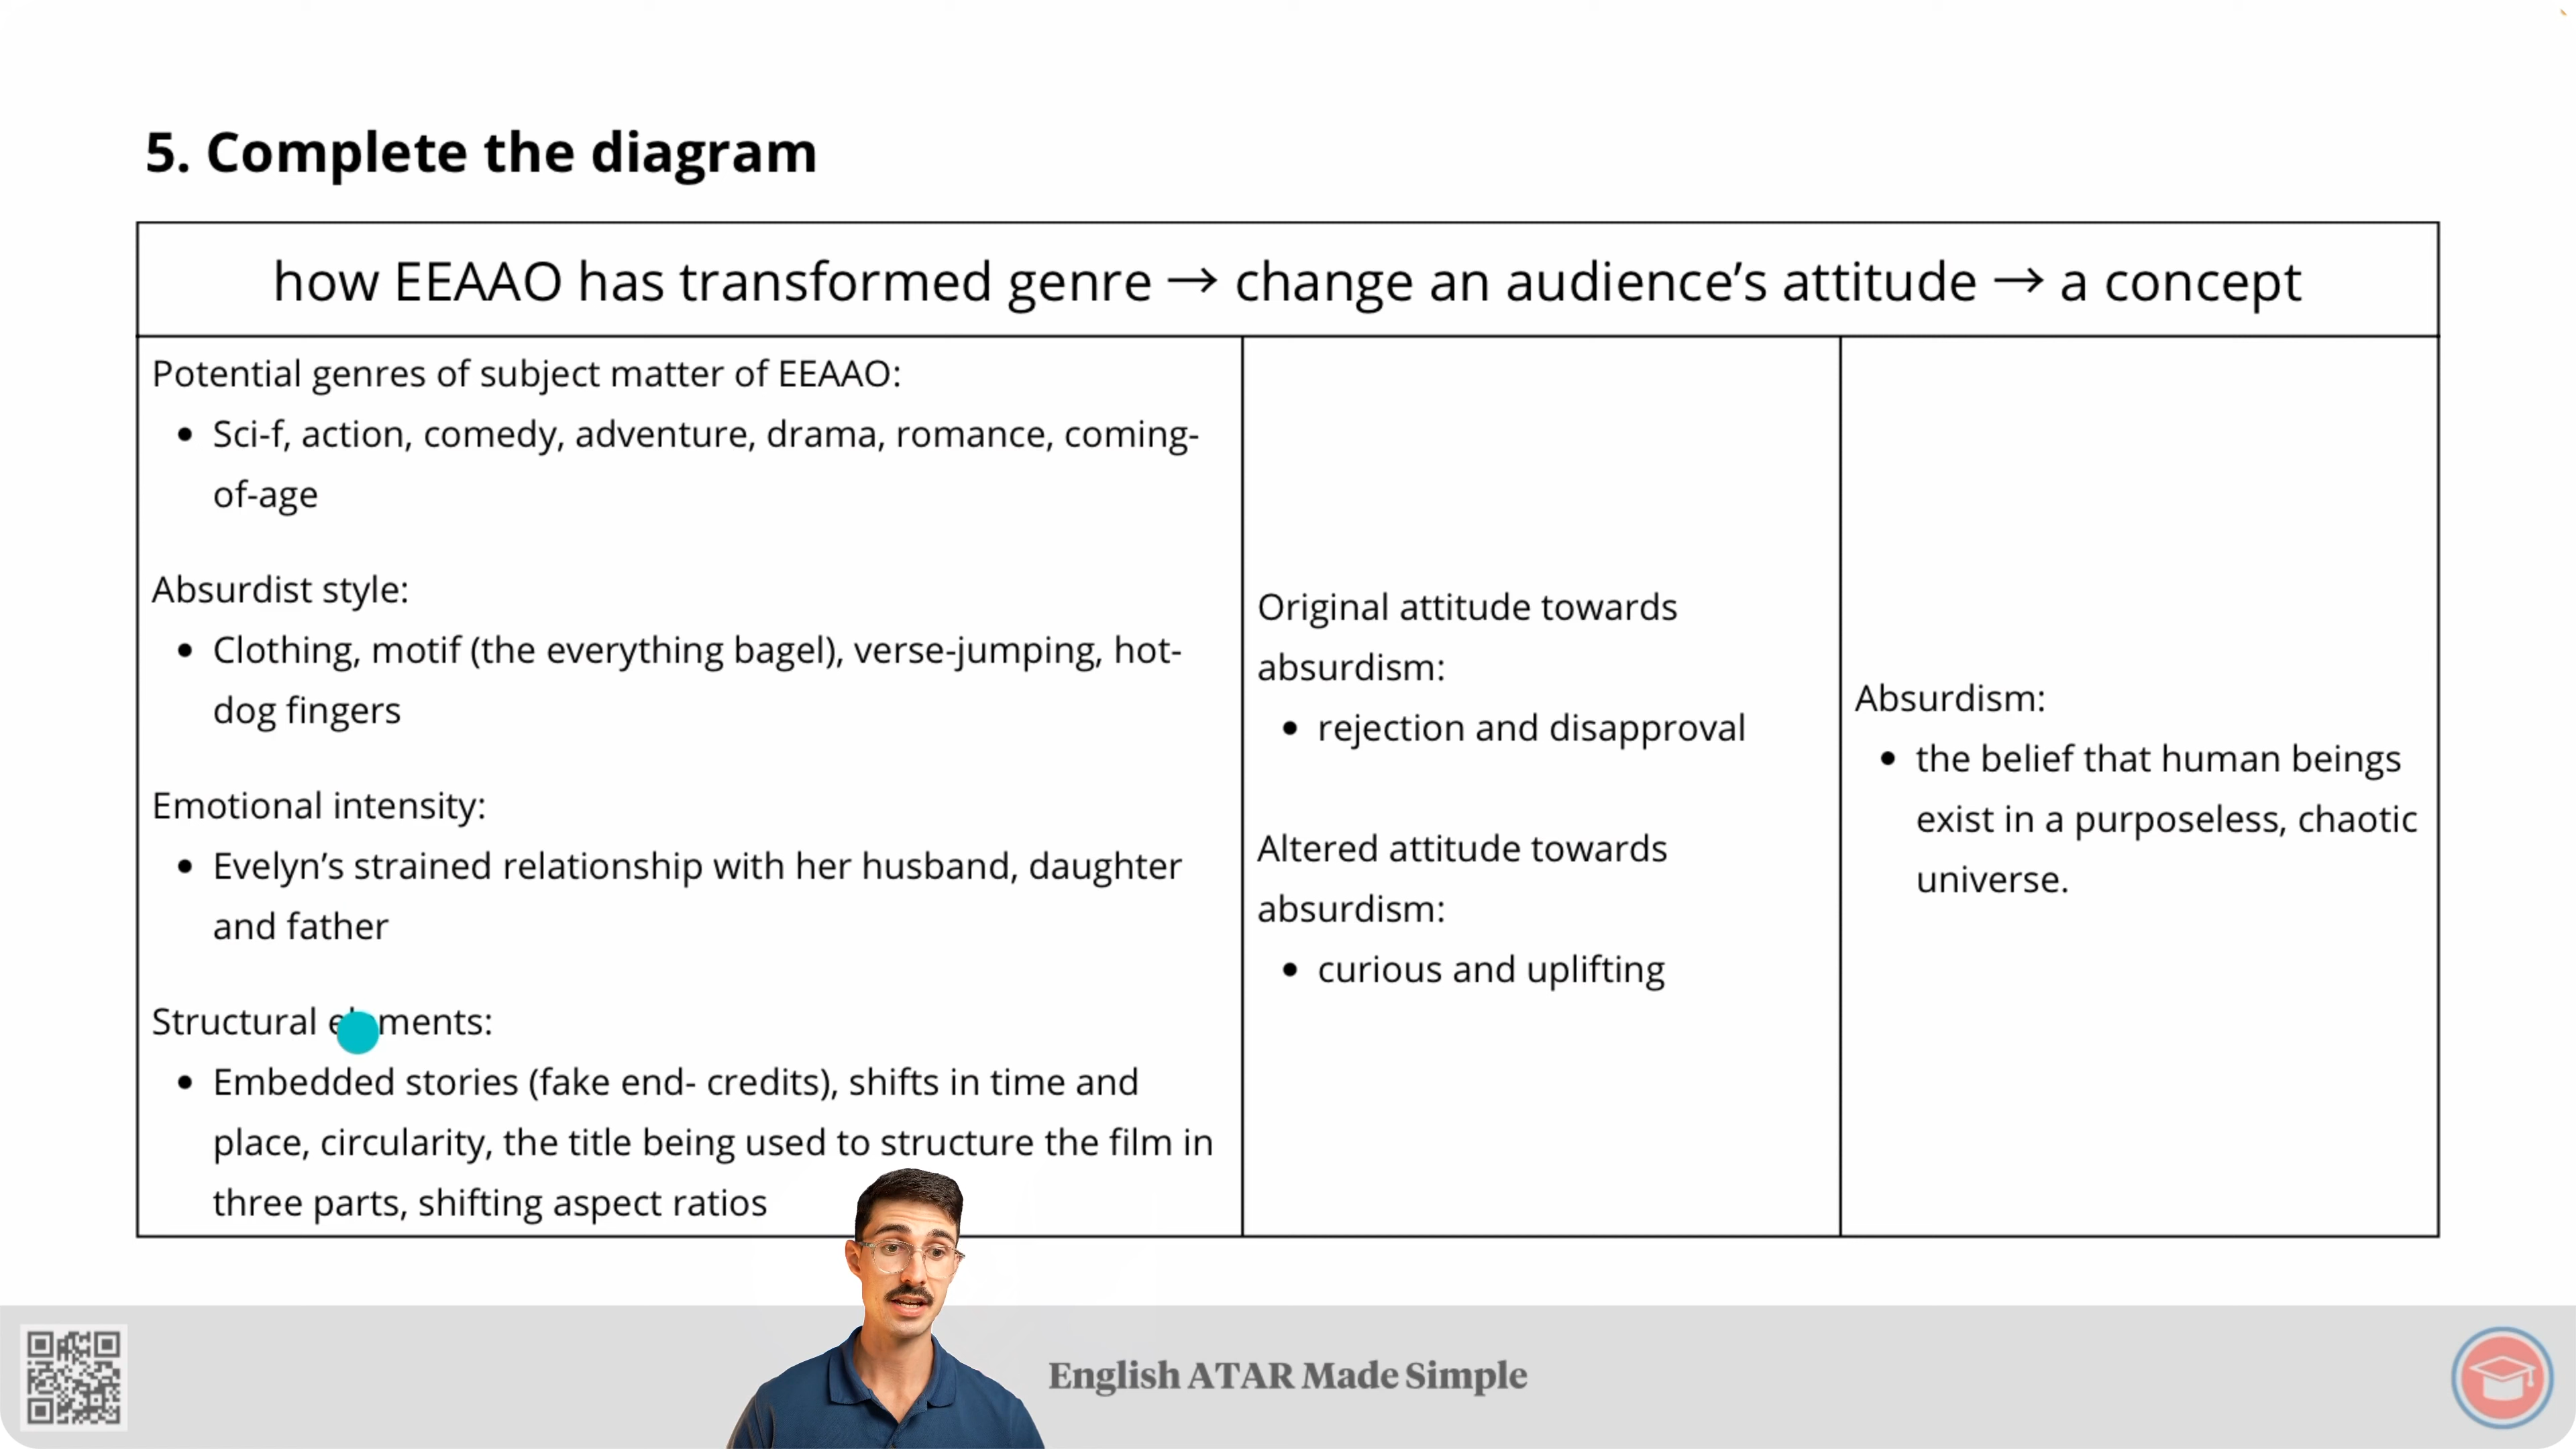 5. Complete the diagram
how EEAAO has transformed genre → change an audience’s attitude → a concept
Potential genres of subject matter of EEAAO:
• Sci-f, action, comedy, adventure, drama, romance, coming-
of-age
Absurdist style:
• Clothing, motif (the everything bagel), verse-jumping, hot-
dog fingers
Emotional intensity:
• Evelyn’s strained relationship with her husband, daughter
and father
Structural elements:
• Embedded stories (fake end- credits), shifts in time and
place, circularity, the title being used to structure the film in
three parts, shifting aspect ratios
Original attitude towards
absurdism:
• rejection and disapproval
Altered attitude towards
absurdism:
• curious and uplifting
Absurdism:
• the belief that human beings
exist in a purposeless, chaotic
universe.
English ATAR Made Simple